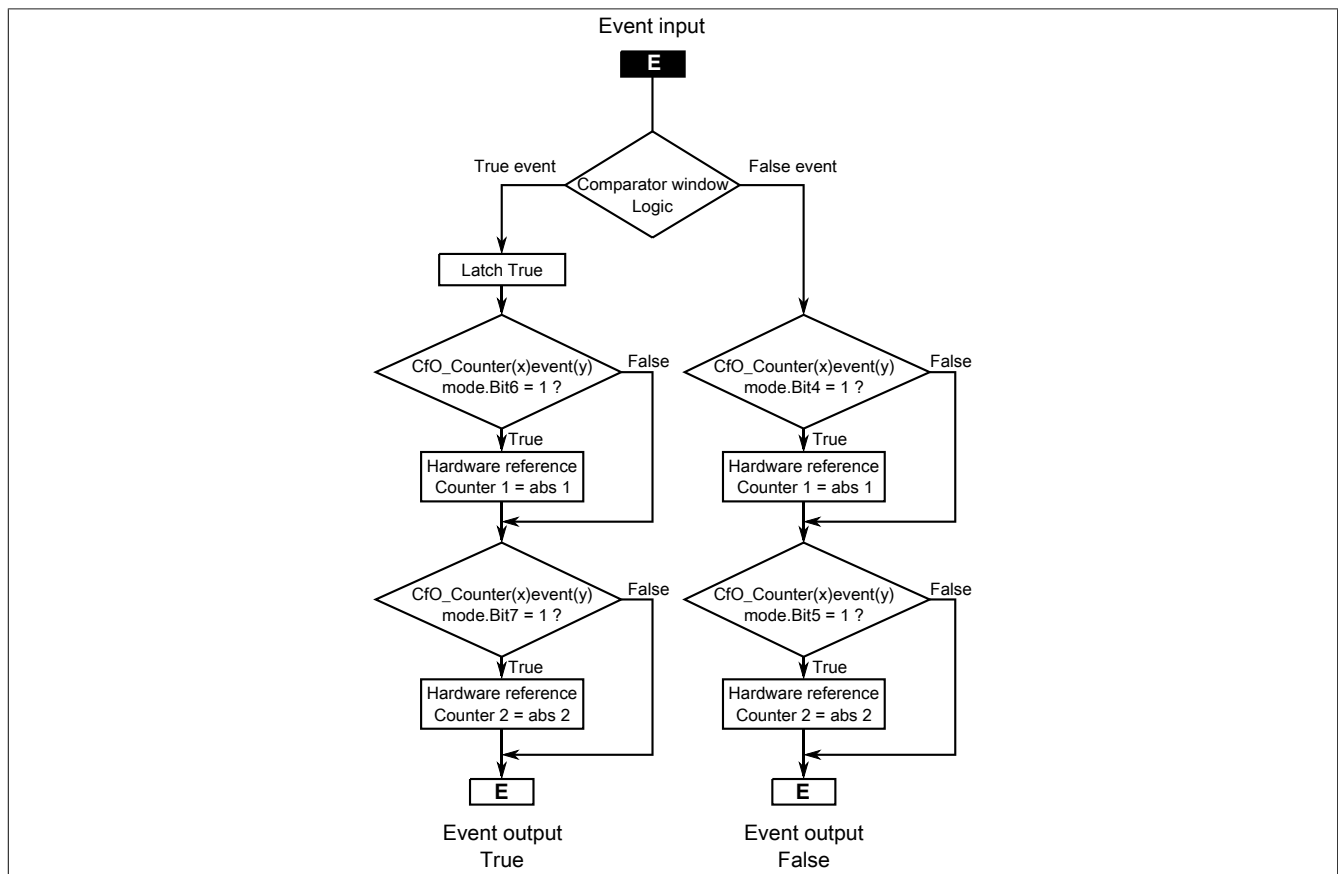 Event input
E
Comparator window
Logic
True event
False event
Latch True
CfO_Counter(x)event(y)
mode.Bit6 = 1 ?
False
True
Hardware reference
Counter 1 = abs 1
CfO_Counter(x)event(y)
mode.Bit7 = 1 ?
False
True
Hardware reference
Counter 2 = abs 2
E
Event output
True
CfO_Counter(x)event(y)
mode.Bit4 = 1 ?
False
True
Hardware reference
Counter 1 = abs 1
CfO_Counter(x)event(y)
mode.Bit5 = 1 ?
False
True
Hardware reference
Counter 2 = abs 2
E
Event output
False